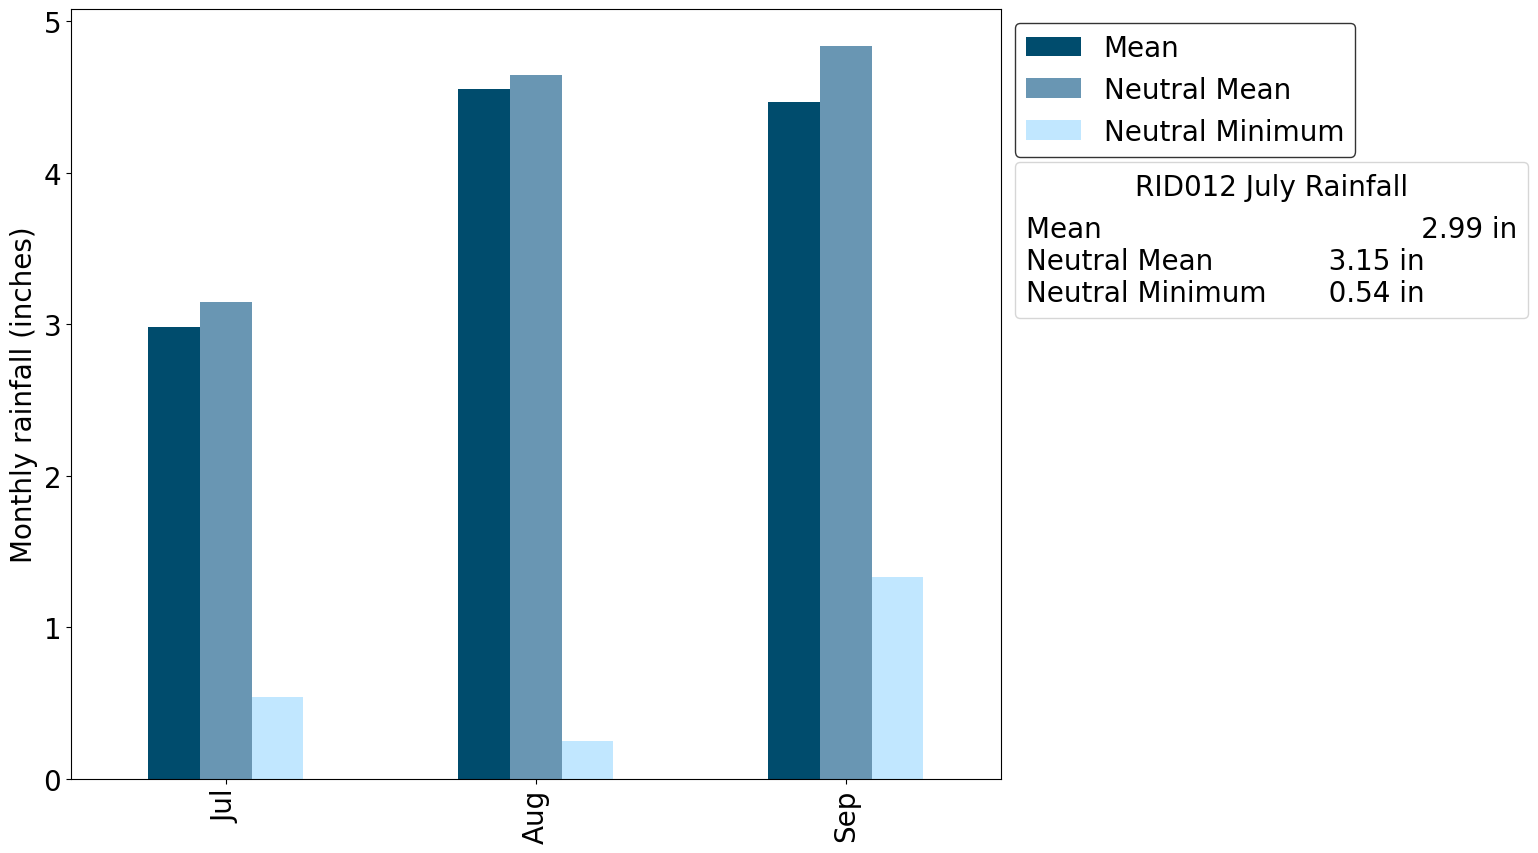 Monthly rainfall (inches)
5
4
3
2
1
0
Jul
Aug
Sep
Mean
Neutral Mean
Neutral Minimum
RID012 July Rainfall
Mean 2.99 in
Neutral Mean 3.15 in
Neutral Minimum 0.54 in